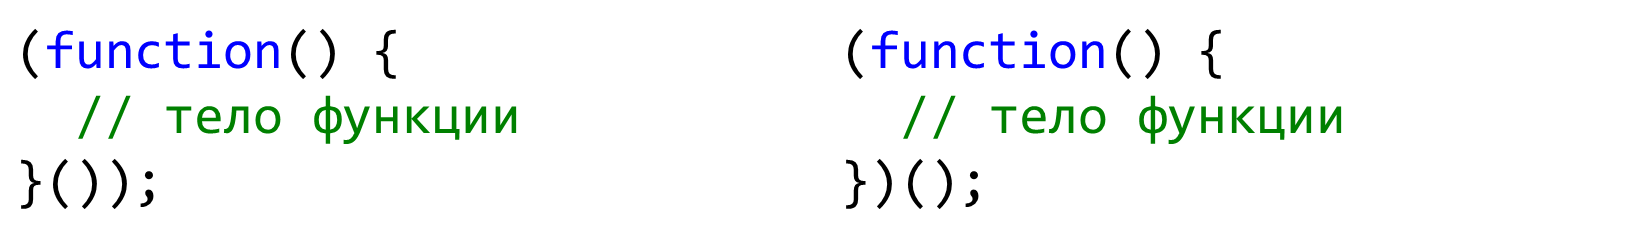 (function() {
  // тело функции
}());
(function() {
  // тело функции
})();